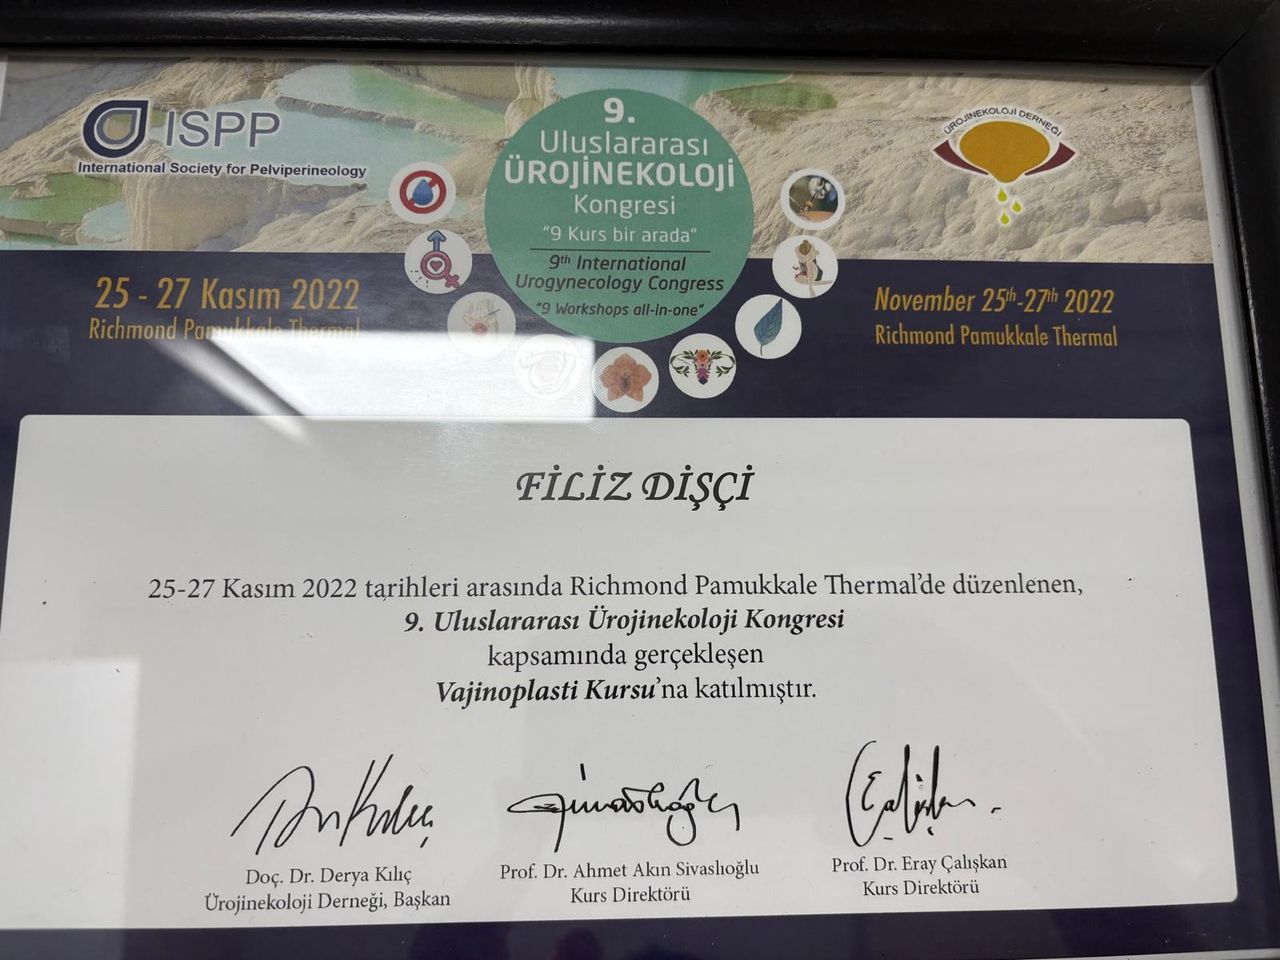 ISPP
International Society for Pelviperineology
9.
Uluslararası
ÜROJİNEKOLOJİ
Kongresi
"9 Kurs bir arada"
9th International
Urogynecology Congress
"9 Workshops all-in-one"
ÜROJİNEKOLOJİ DERNEĞİ
25 - 27 Kasım 2022
Richmond Pamukkale Thermal
November 25th-27th 2022
Richmond Pamukkale Thermal
FİLİZ DİŞÇİ
25-27 Kasım 2022 tarihleri arasında Richmond Pamukkale Thermal'de düzenlenen,
9. Uluslararası Ürojinekoloji Kongresi
kapsamında gerçekleşen
Vajinoplasti Kursu'na katılmıştır.
Doç. Dr. Derya Kılıç
Ürojinekoloji Derneği, Başkan
Prof. Dr. Ahmet Akın Sivaslıoğlu
Kurs Direktörü
Prof. Dr. Eray Çalışkan
Kurs Direktörü